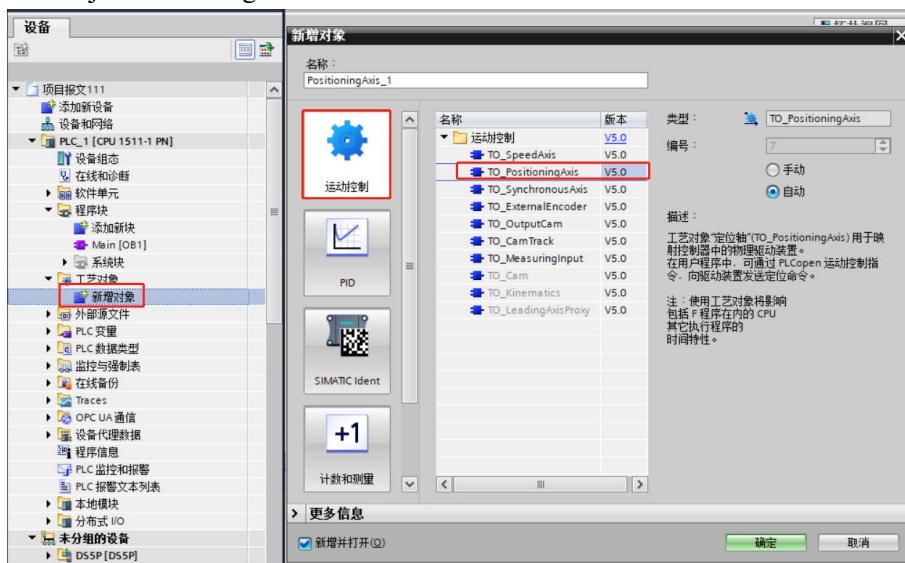 设备
项目报文111
添加新设备
设备和网络
PLC_1 [CPU 1511-1 PN]
设备组态
在线和诊断
软件单元
程序块
添加新块
Main [OB1]
系统块
工艺对象
新增对象
外部源文件
PLC 变量
PLC 数据类型
监控与强制表
在线备份
Traces
OPC UA 通信
设备代理数据
程序信息
PLC 监控和报警
PLC 报警文本列表
本地模块
分布式 I/O
未分组的设备
DS5P [DS5P]
新增对象
名称：
PositioningAxis_1
运动控制
PID
SIMATIC Ident
+1
计数和测量
名称 版本
运动控制 V5.0
TO_SpeedAxis V5.0
TO_PositioningAxis V5.0
TO_SynchronousAxis V5.0
TO_ExternalEncoder V5.0
TO_OutputCam V5.0
TO_CamTrack V5.0
TO_MeasuringInput V5.0
TO_Cam V5.0
TO_Kinematics V5.0
TO_LeadingAxisProxy V5.0
类型： TO_PositioningAxis
编号： 7
手动
自动
描述：
工艺对象“定位轴”(TO_PositioningAxis) 用于映
射控制器中的物理驱动装置。
在用户程序中，可通过 PLCopen 运动控制指
令，向驱动装置发送定位命令。
注：使用工艺对象将影响
包括 F 程序在内的 CPU
其它执行程序的
时间特性。
更多信息
新增并打开(O)
确定 取消